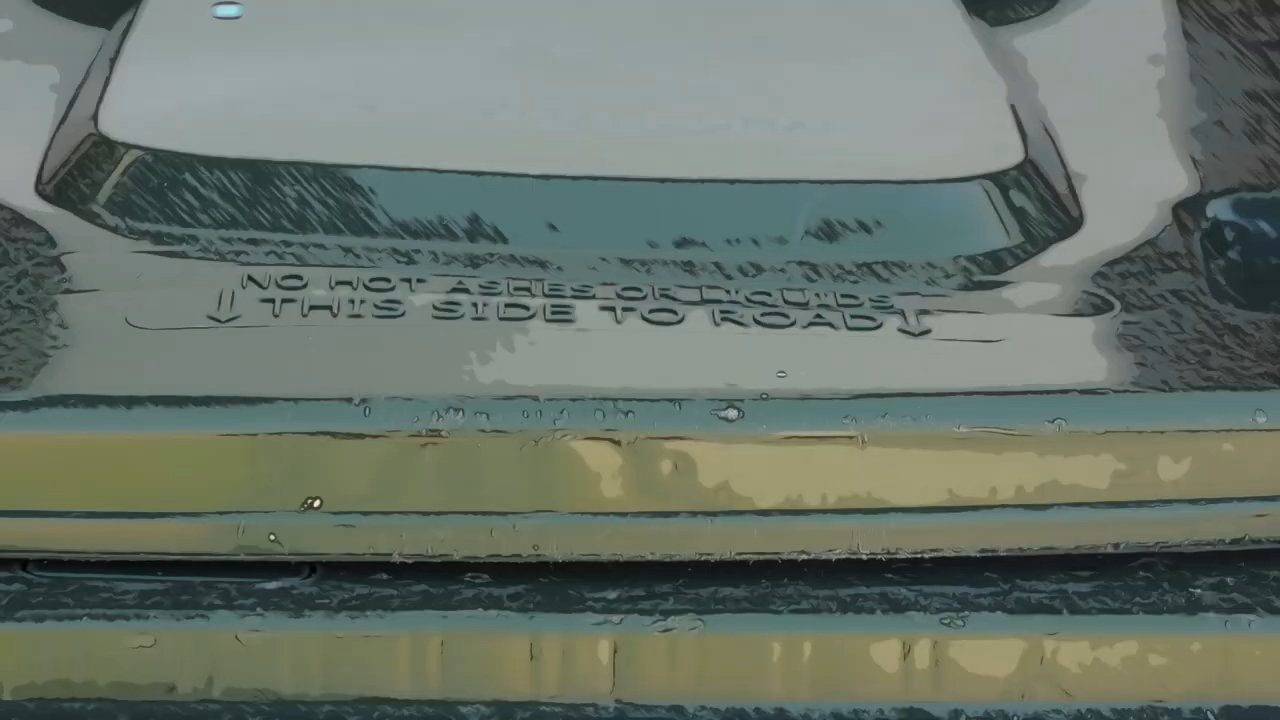 NO HOT ASHES OR LIQUIDS
↓ THIS SIDE TO ROAD ↓